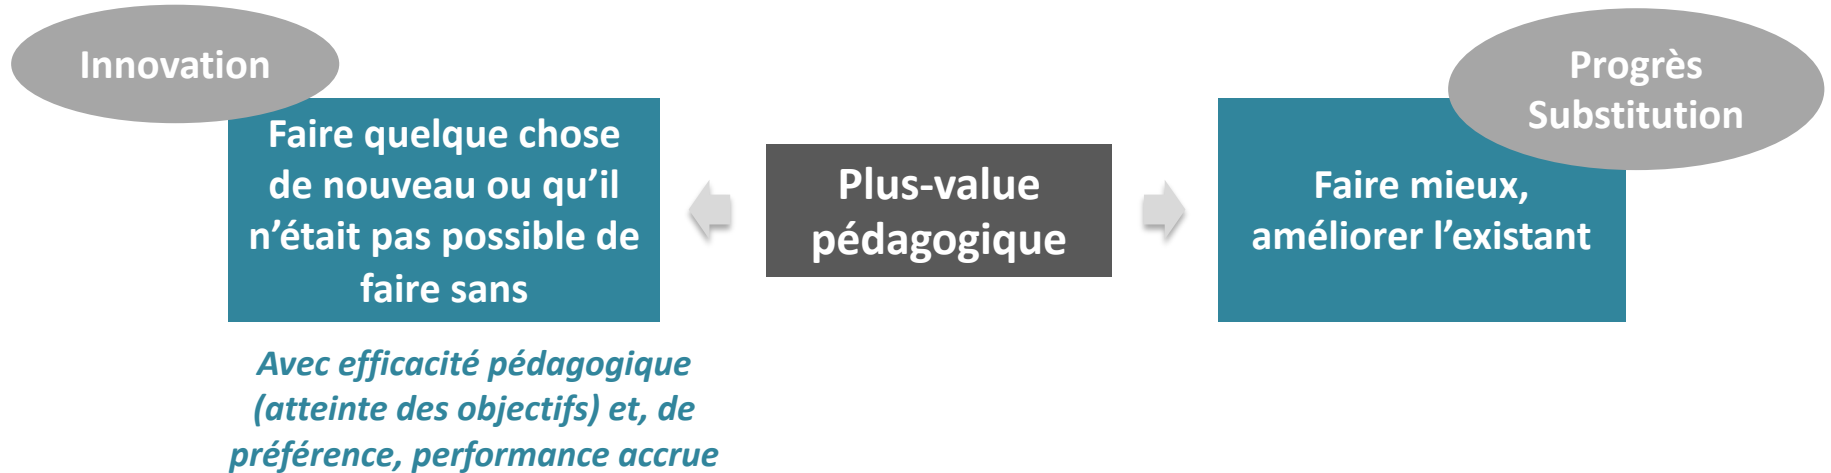 Innovation
Faire quelque chose
de nouveau ou qu’il
n’était pas possible de
faire sans
Avec efficacité pédagogique
(atteinte des objectifs) et, de
préférence, performance accrue
Plus-value
pédagogique
Progrès
Substitution
Faire mieux,
améliorer l’existant